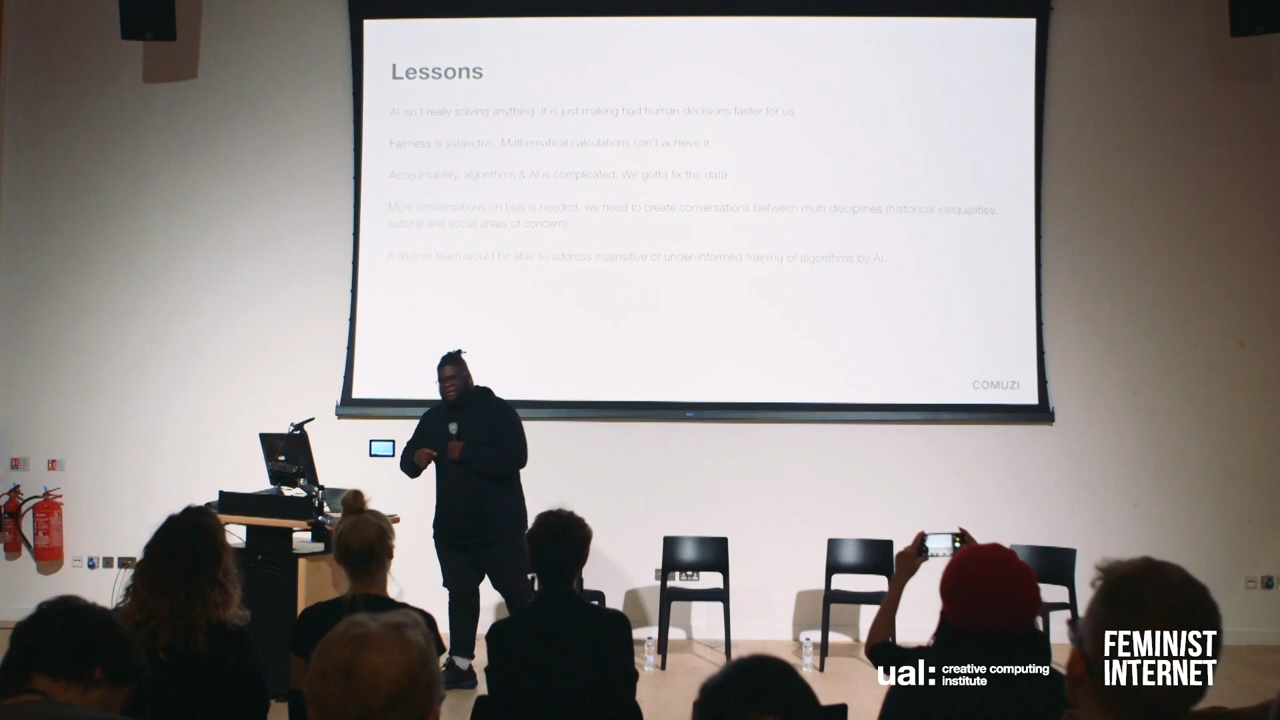 Lessons
AI isn't really solving anything. It is just making bad human decisions faster for us.
Fairness is subjective. Mathematical calculations can't achieve it.
Accountability, algorithms & AI is complicated. We gotta fix the data.
More conversations on bias is needed, we need to create conversations between multi disciplines (historical inequalities,
cultural and social areas of concern)
A diverse team would be able to address insensitive or under-informed training of algorithms by AI.
COMUZI
ual: creative computing
institute
FEMINIST
INTERNET